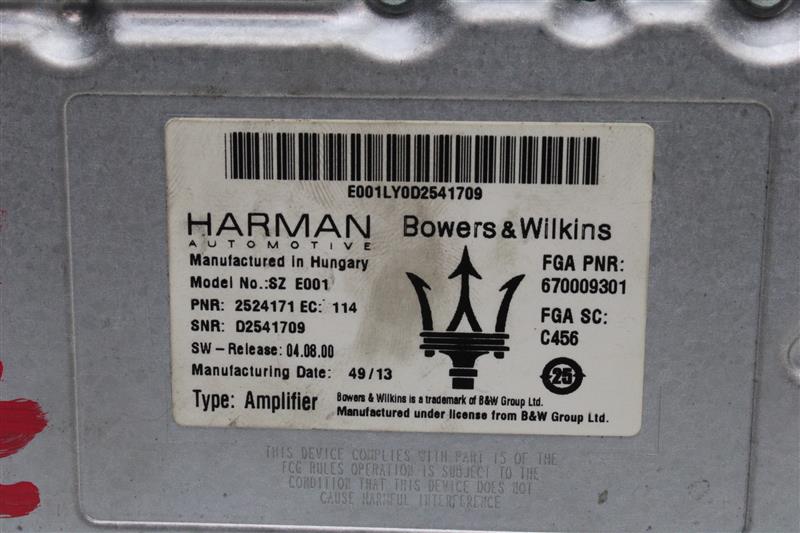 E001LY0D2541709
HARMAN
AUTOMOTIVE
Bowers & Wilkins
Manufactured in Hungary
Model No.:SZ E001
PNR: 2524171 EC: 114
SNR: D2541709
SW-Release: 04.08.00
Manufacturing Date: 49/13
Type: Amplifier
FGA PNR:
670009301
FGA SC:
C456
25
Bowers & Wilkins is a trademark of B&W Group Ltd.
Manufactured under license from B&W Group Ltd.
THIS DEVICE COMPLIES WITH PART 15 OF THE
FCG RULES OPERATION IS SUBJECT TO THE
CONDITION THAT THIS DEVICE DOES NOT
CAUSE HARMFUL INTERFERENCE